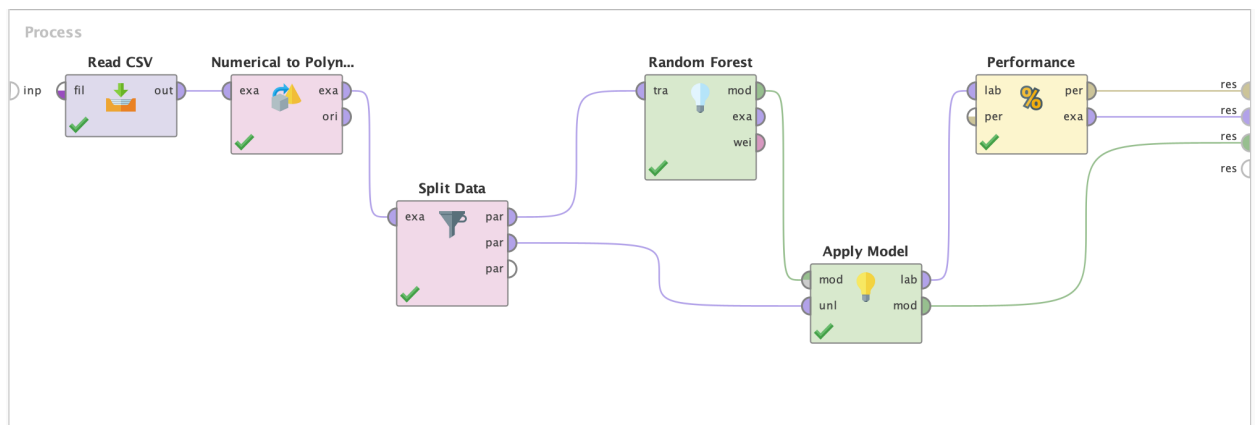 Process
inp
Read CSV
fil
out
Numerical to Polyn...
exa
exa
ori
Split Data
exa
par
par
par
Random Forest
tra
mod
exa
wei
Apply Model
mod
lab
unl
mod
Performance
%
lab
per
per
exa
res
res
res
res